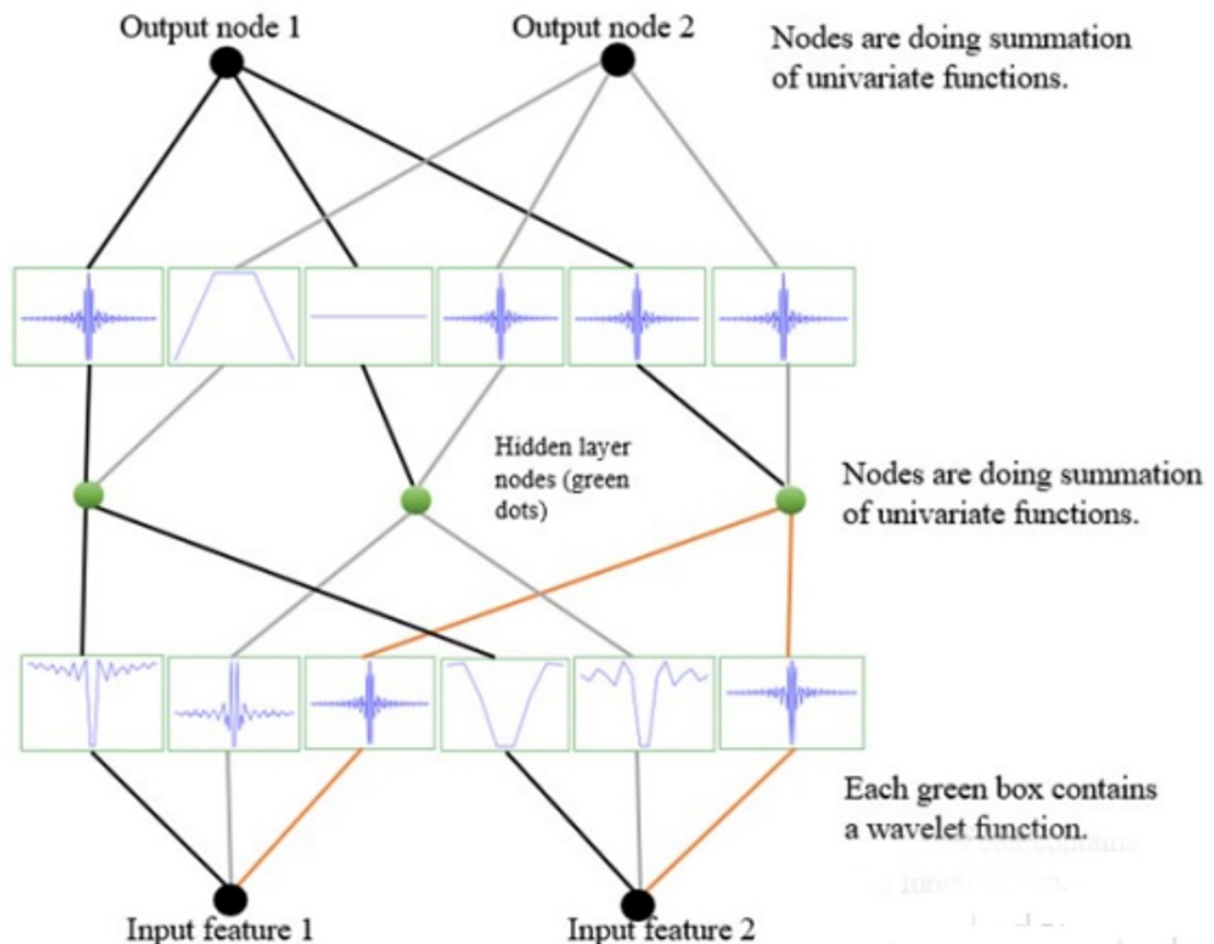 Output node 1
Output node 2
Nodes are doing summation
of univariate functions.
Hidden layer
nodes (green
dots)
Nodes are doing summation
of univariate functions.
Each green box contains
a wavelet function.
Input feature 1
Input feature 2